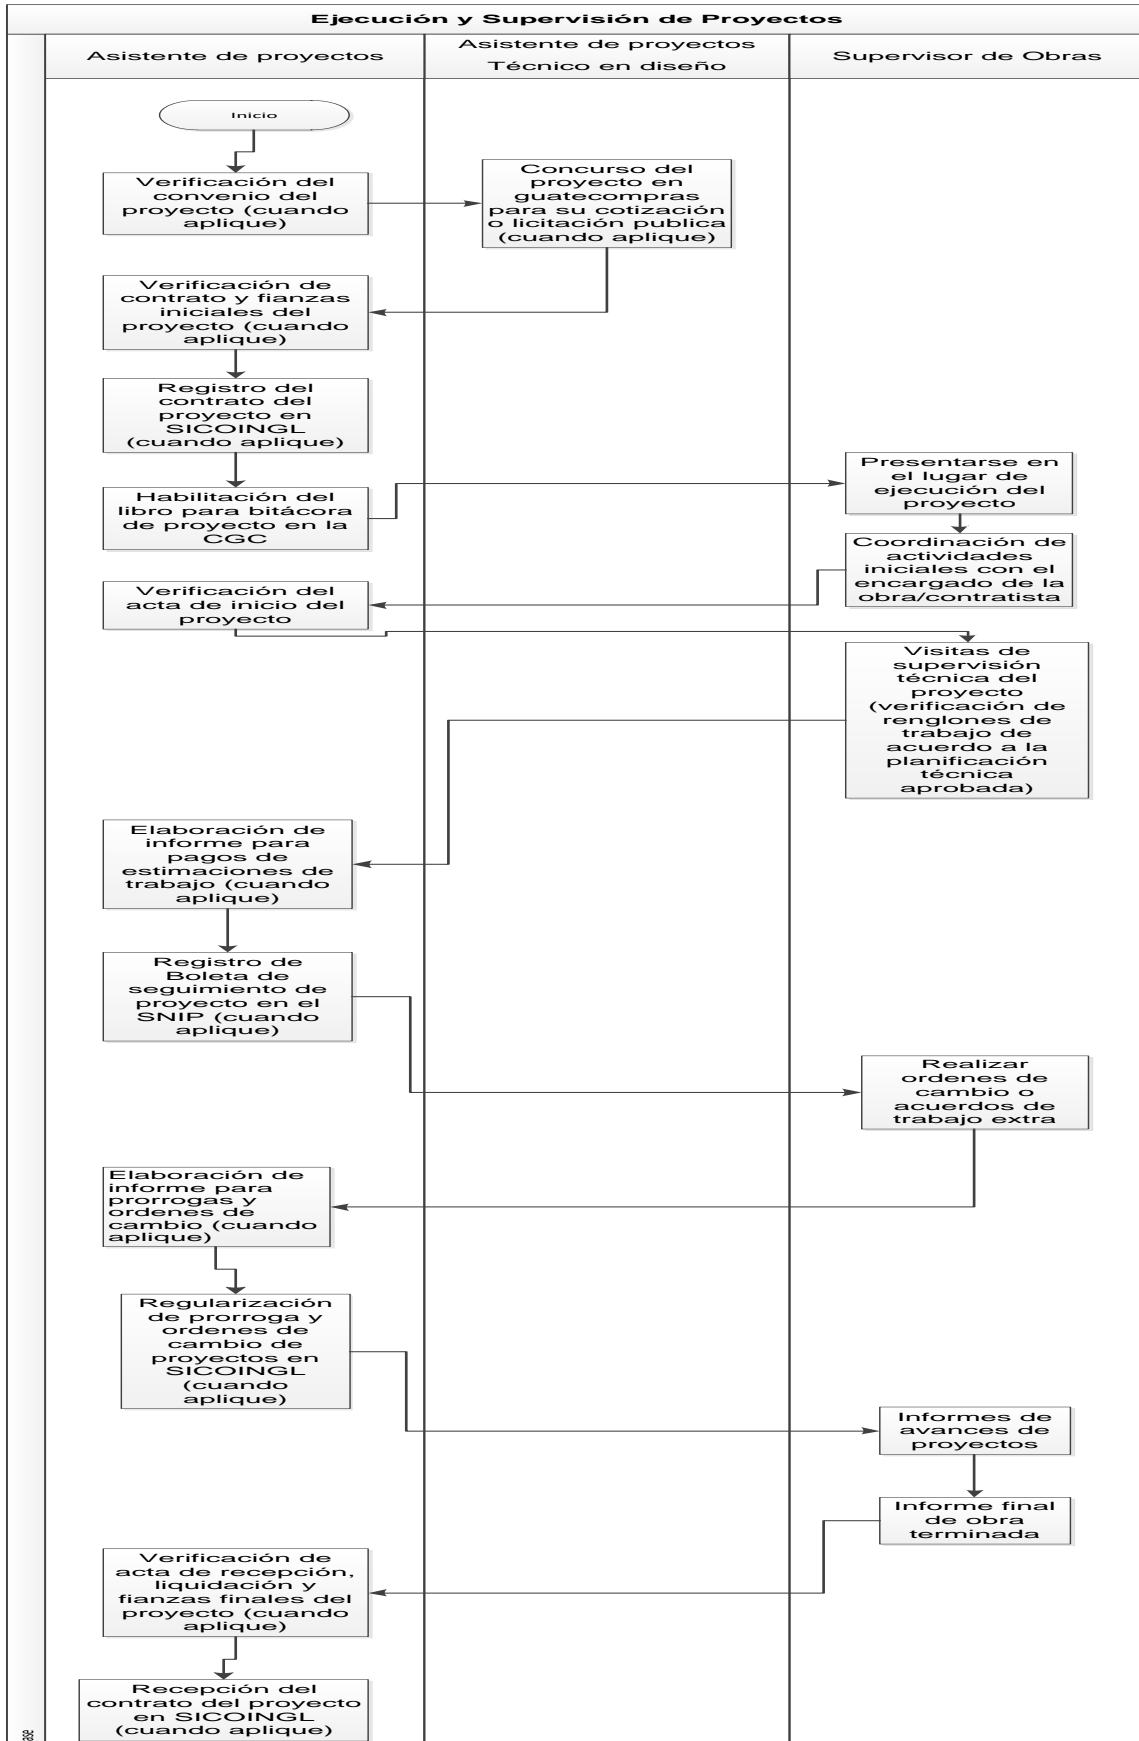 Ejecución y Supervisión de Proyectos
Asistente de proyectos
Asistente de proyectos
Técnico en diseño
Supervisor de Obras
Inicio
Verificación del
convenio del
proyecto (cuando
aplique)
Concurso del
proyecto en
guatecompras
para su cotización
o licitación publica
(cuando aplique)
Verificación de
contrato y fianzas
iniciales del
proyecto (cuando
aplique)
Registro del
contrato del
proyecto en
SICOINGL
(cuando aplique)
Habilitación del
libro para bitácora
de proyecto en la
CGC
Presentarse en
el lugar de
ejecución del
proyecto
Coordinación de
actividades
iniciales con el
encargado de la
obra/contratista
Verificación del
acta de inicio del
proyecto
Visitas de
supervisión
técnica del
proyecto
(verificación de
renglones de
trabajo de
acuerdo a la
planificación
técnica
aprobada)
Elaboración de
informe para
pagos de
estimaciones de
trabajo (cuando
aplique)
Registro de
Boleta de
seguimiento de
proyecto en el
SNIP (cuando
aplique)
Realizar
ordenes de
cambio o
acuerdos de
trabajo extra
Elaboración de
informe para
prorrogas y
ordenes de
cambio (cuando
aplique)
Regularización
de prorroga y
ordenes de
cambio de
proyectos en
SICOINGL
(cuando
aplique)
Informes de
avances de
proyectos
Informe final
de obra
terminada
Verificación de
acta de recepción,
liquidación y
fianzas finales del
proyecto (cuando
aplique)
Recepción del
contrato del proyecto
en SICOINGL
(cuando aplique)